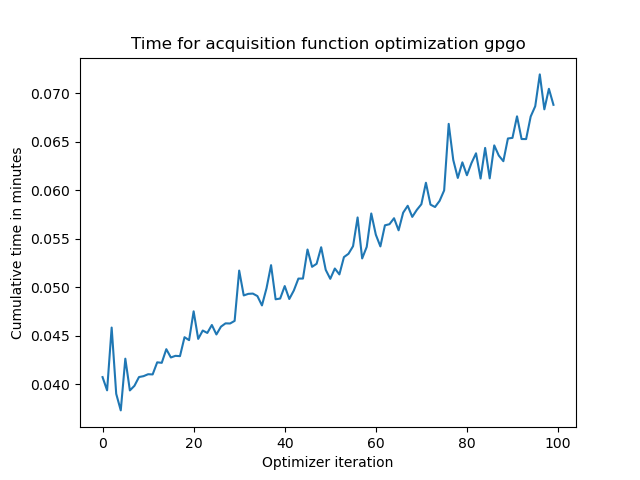 Time for acquisition function optimization gpgo
0.070
0.065
0.060
0.055
0.050
0.045
0.040
Cumulative time in minutes
0 20 40 60 80 100
Optimizer iteration